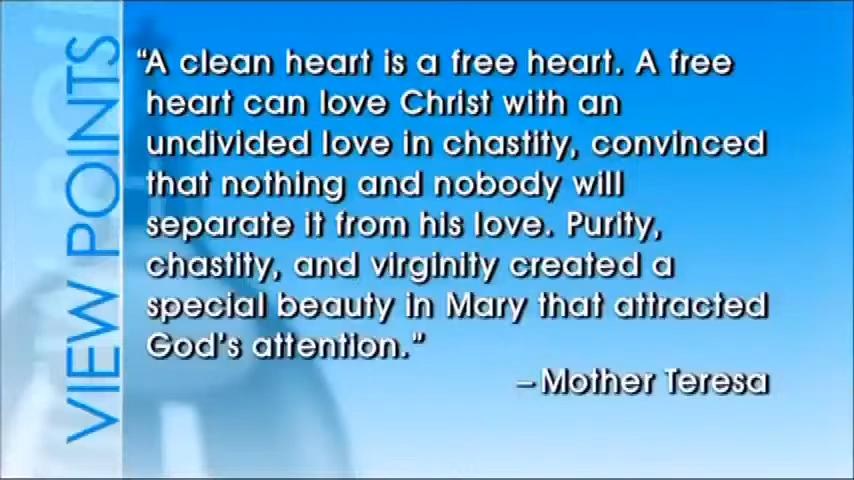 VIEW POINTS
“A clean heart is a free heart. A free
heart can love Christ with an
undivided love in chastity, convinced
that nothing and nobody will
separate it from his love. Purity,
chastity, and virginity created a
special beauty in Mary that attracted
God’s attention.”
– Mother Teresa